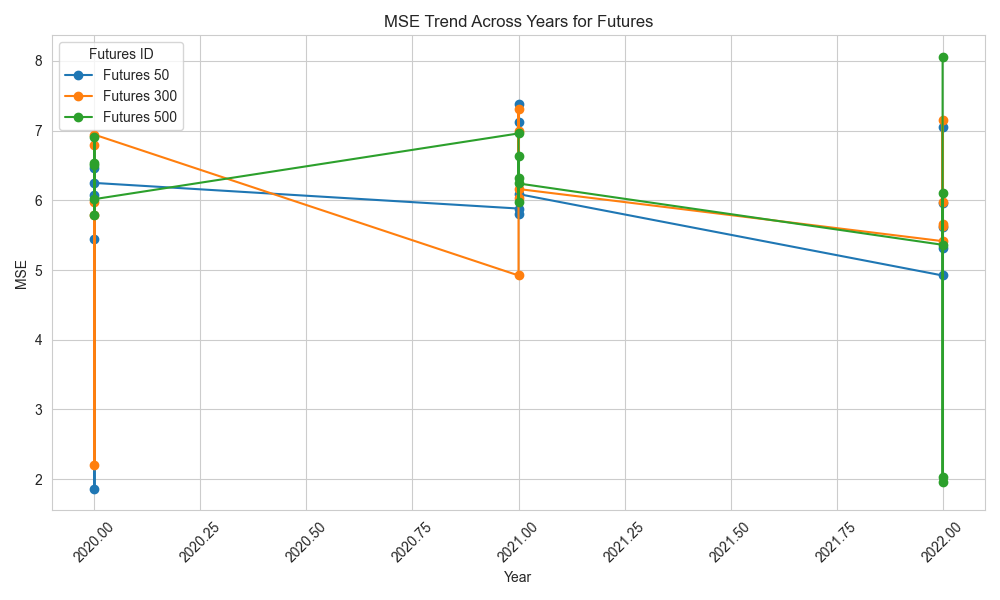 MSE Trend Across Years for Futures
Futures ID
Futures 50
Futures 300
Futures 500
MSE
8
7
6
5
4
3
2
2020.00
2020.25
2020.50
2020.75
2021.00
2021.25
2021.50
2021.75
2022.00
Year